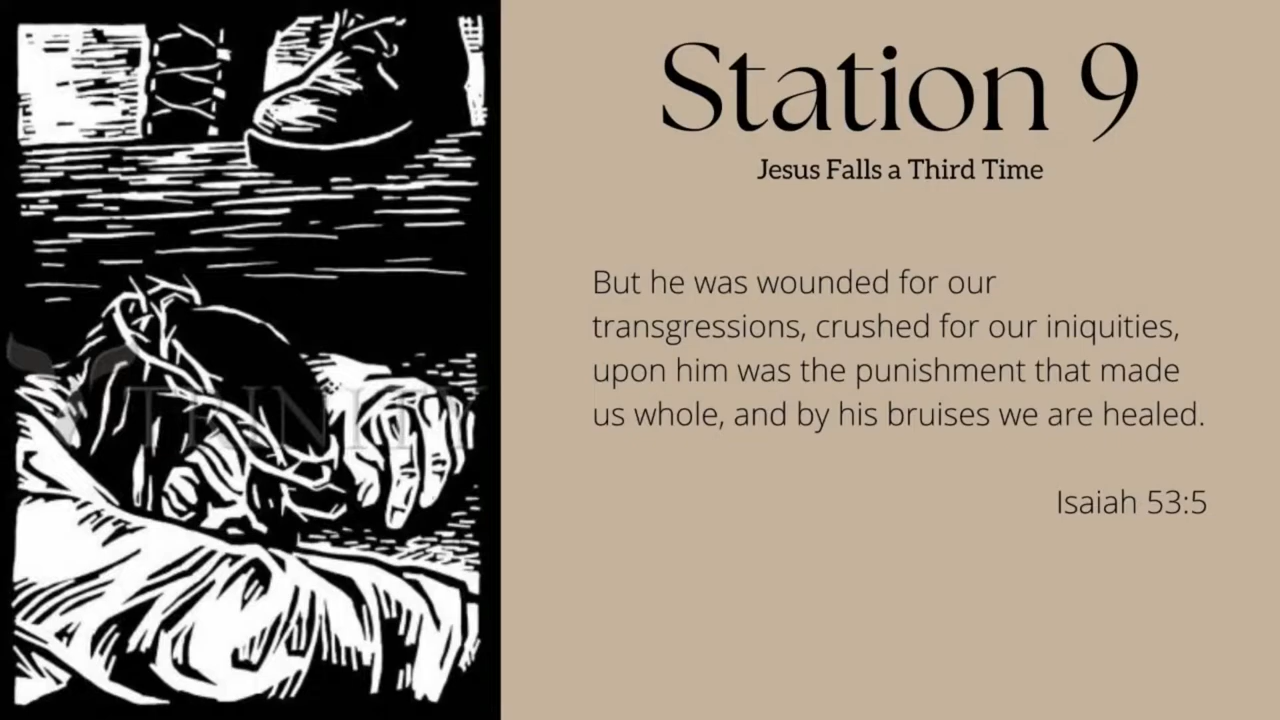 Station 9
Jesus Falls a Third Time
But he was wounded for our
transgressions, crushed for our iniquities,
upon him was the punishment that made
us whole, and by his bruises we are healed.
Isaiah 53:5
TRINITY